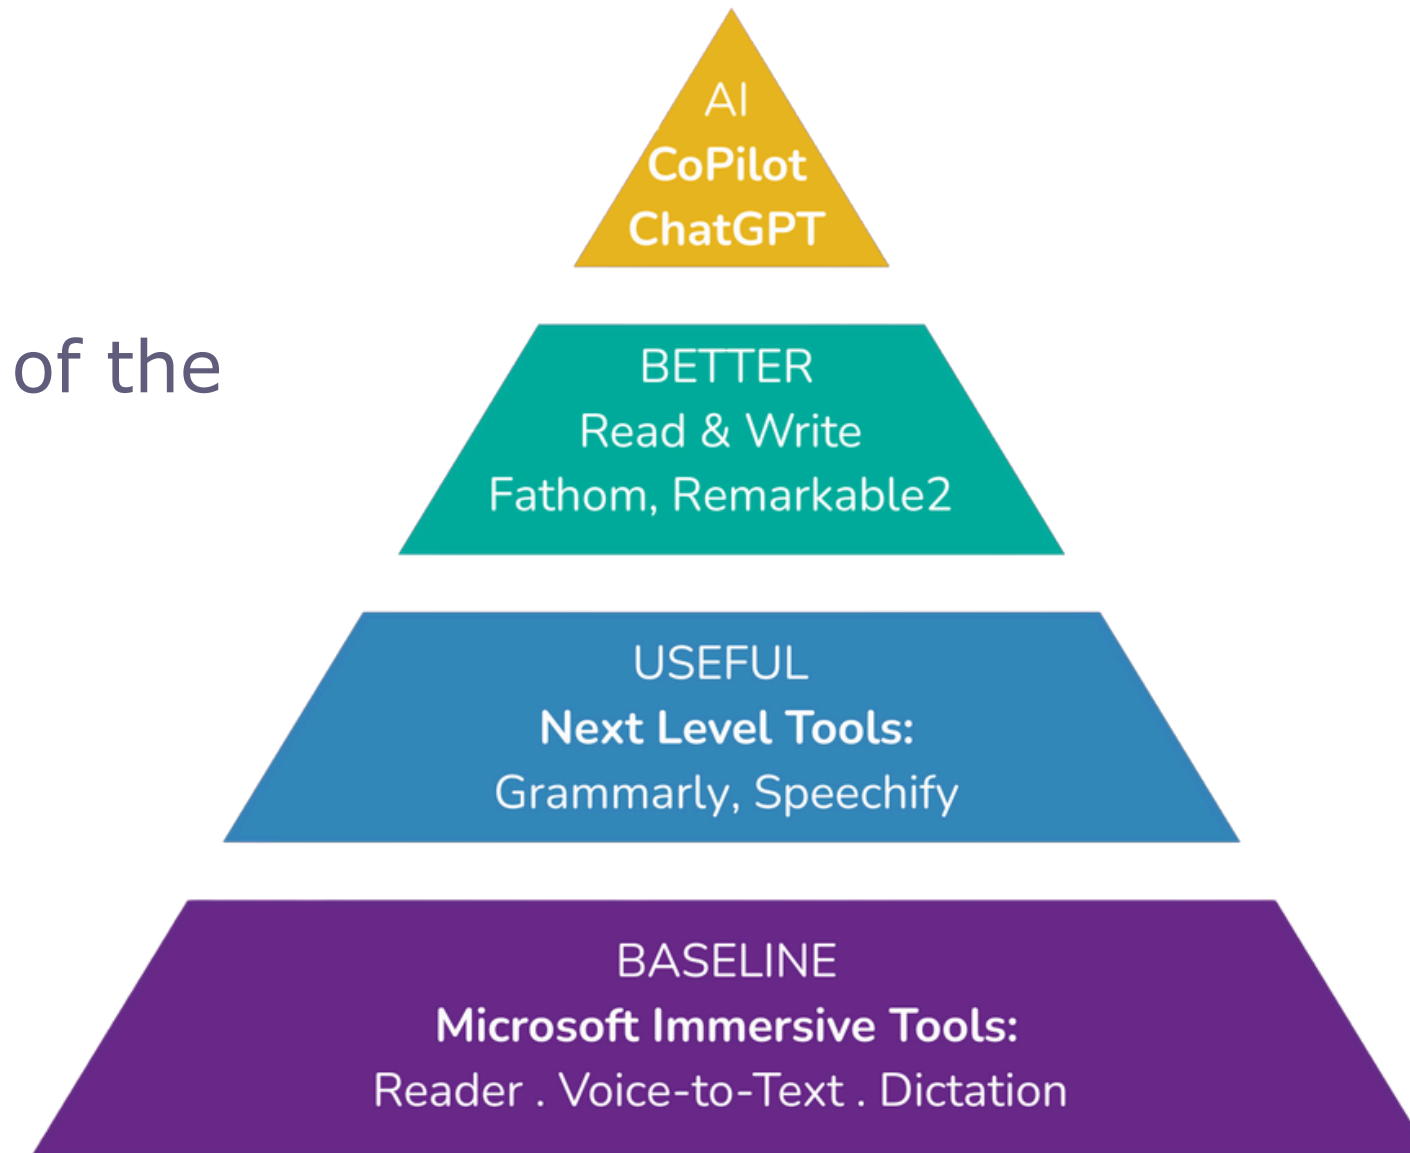 AI
CoPilot
ChatGPT
of the
BETTER
Read & Write
Fathom, Remarkable2
USEFUL
Next Level Tools:
Grammarly, Speechify
BASELINE
Microsoft Immersive Tools:
Reader . Voice-to-Text . Dictation